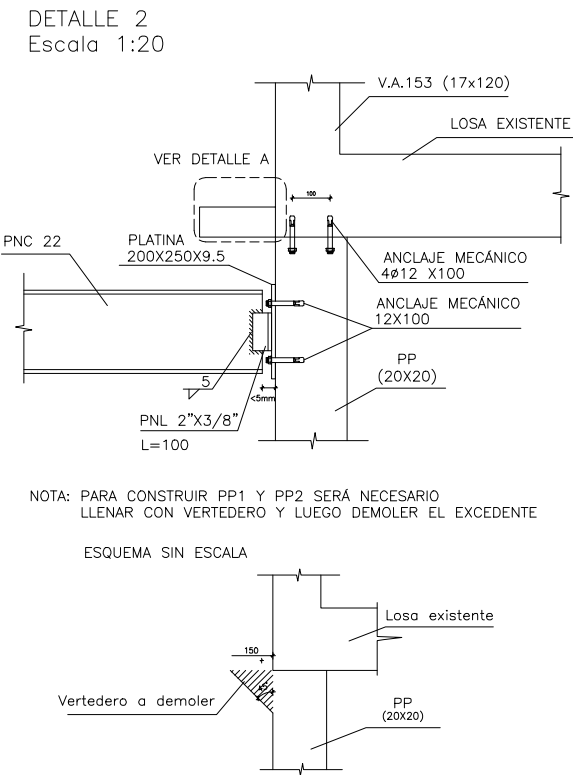 DETALLE 2
Escala 1:20
V.A.153 (17x120)
LOSA EXISTENTE
VER DETALLE A
100
PNC 22
PLATINA
200X250X9.5
ANCLAJE MECÁNICO
4ø12 X100
ANCLAJE MECÁNICO
12X100
PP
(20X20)
5
<5mm
PNL 2"X3/8"
L=100
NOTA: PARA CONSTRUIR PP1 Y PP2 SERÁ NECESARIO
LLENAR CON VERTEDERO Y LUEGO DEMOLER EL EXCEDENTE
ESQUEMA SIN ESCALA
Losa existente
150
Vertedero a demoler
PP
(20X20)